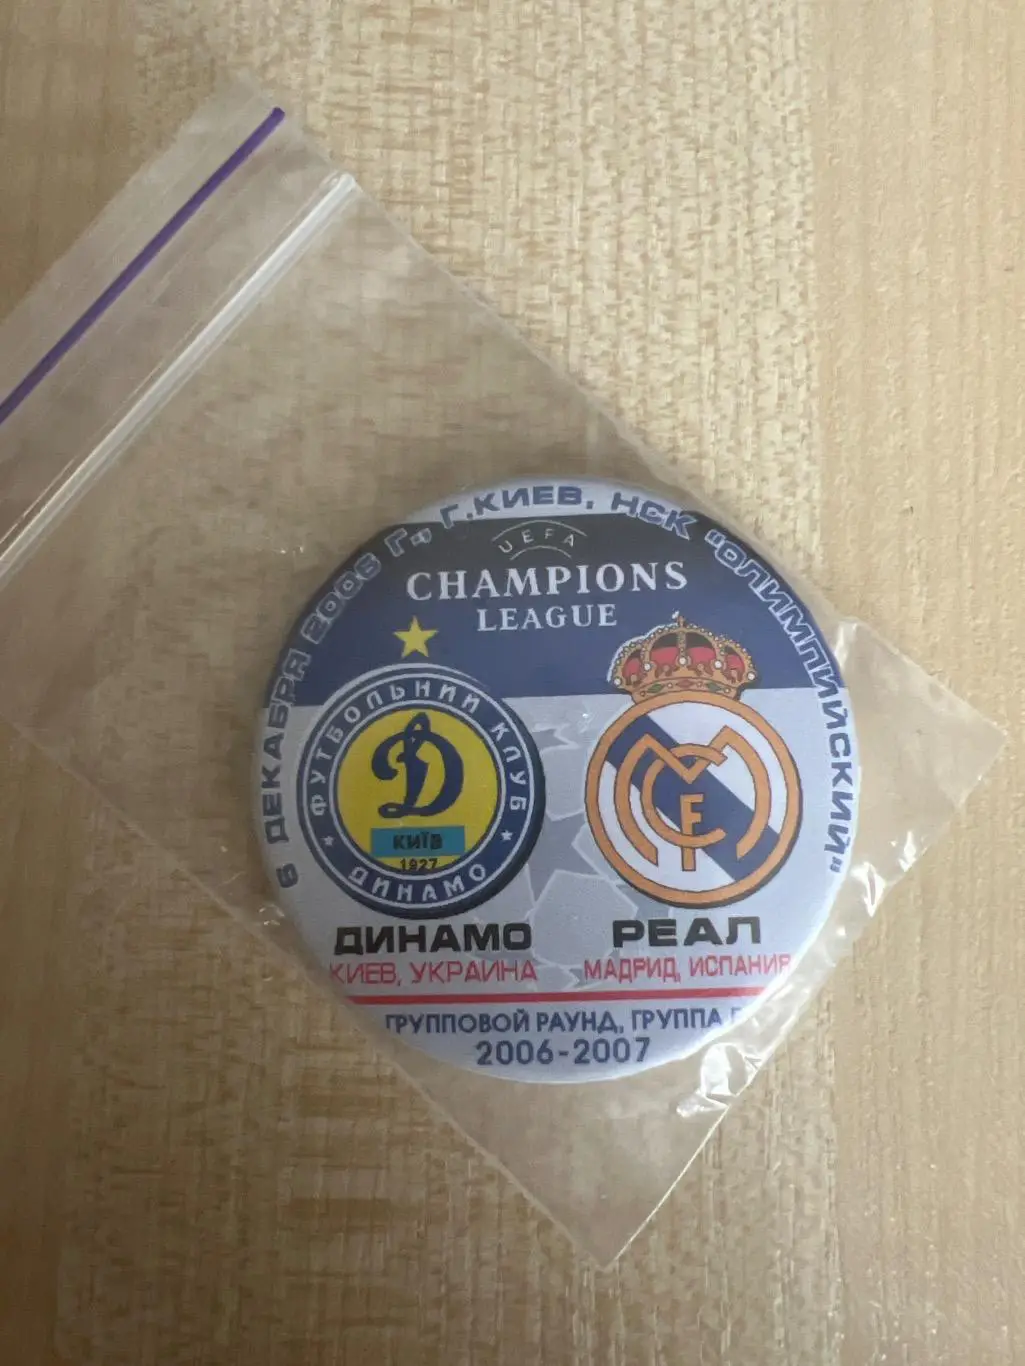 6 ДЕКАБРЯ 2006 Г., Г.КИЕВ, НСК "ОЛИМПИЙСКИЙ"
UEFA
CHAMPIONS
LEAGUE
ФУТБОЛЬНИЙ КЛУБ
Д
КИЇВ
1927
ДИНАМО
MCF
ДИНАМО
КИЕВ, УКРАИНА
РЕАЛ
МАДРИД, ИСПАНИЯ
ГРУППОВОЙ РАУНД, ГРУППА
2006-2007